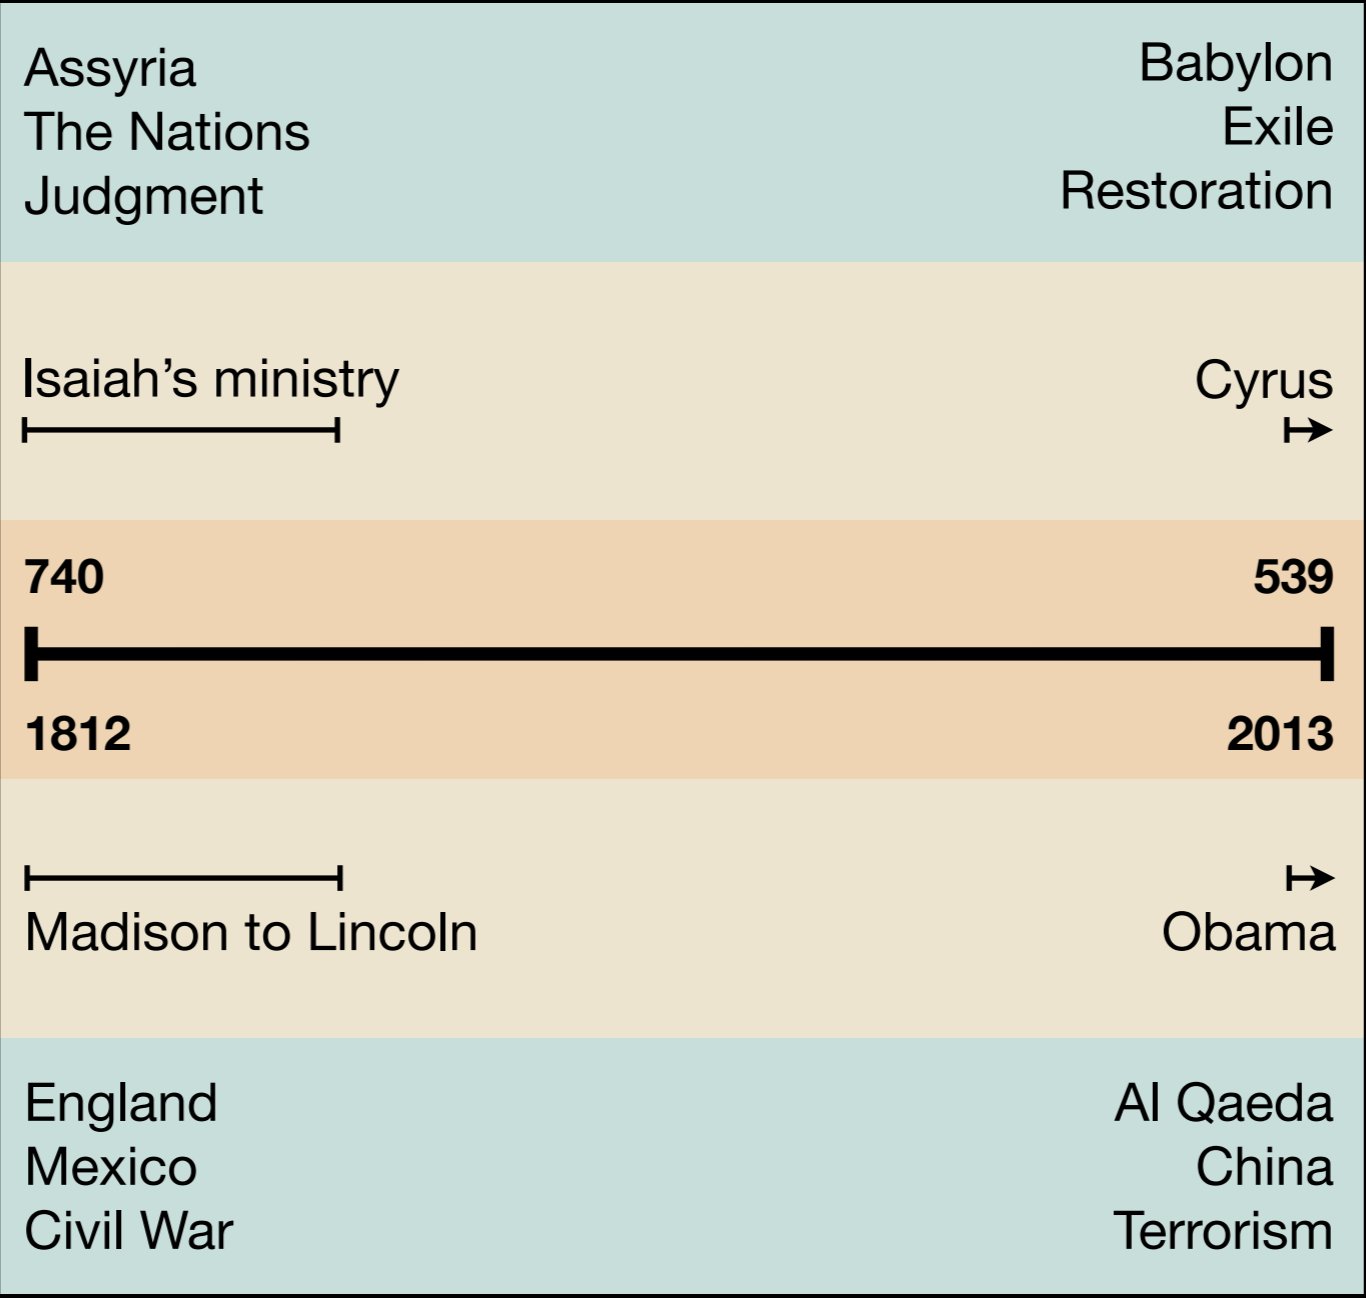 Assyria
The Nations
Judgment
Babylon
Exile
Restoration
Isaiah’s ministry
Cyrus
740
539
1812
2013
Madison to Lincoln
Obama
England
Mexico
Civil War
Al Qaeda
China
Terrorism